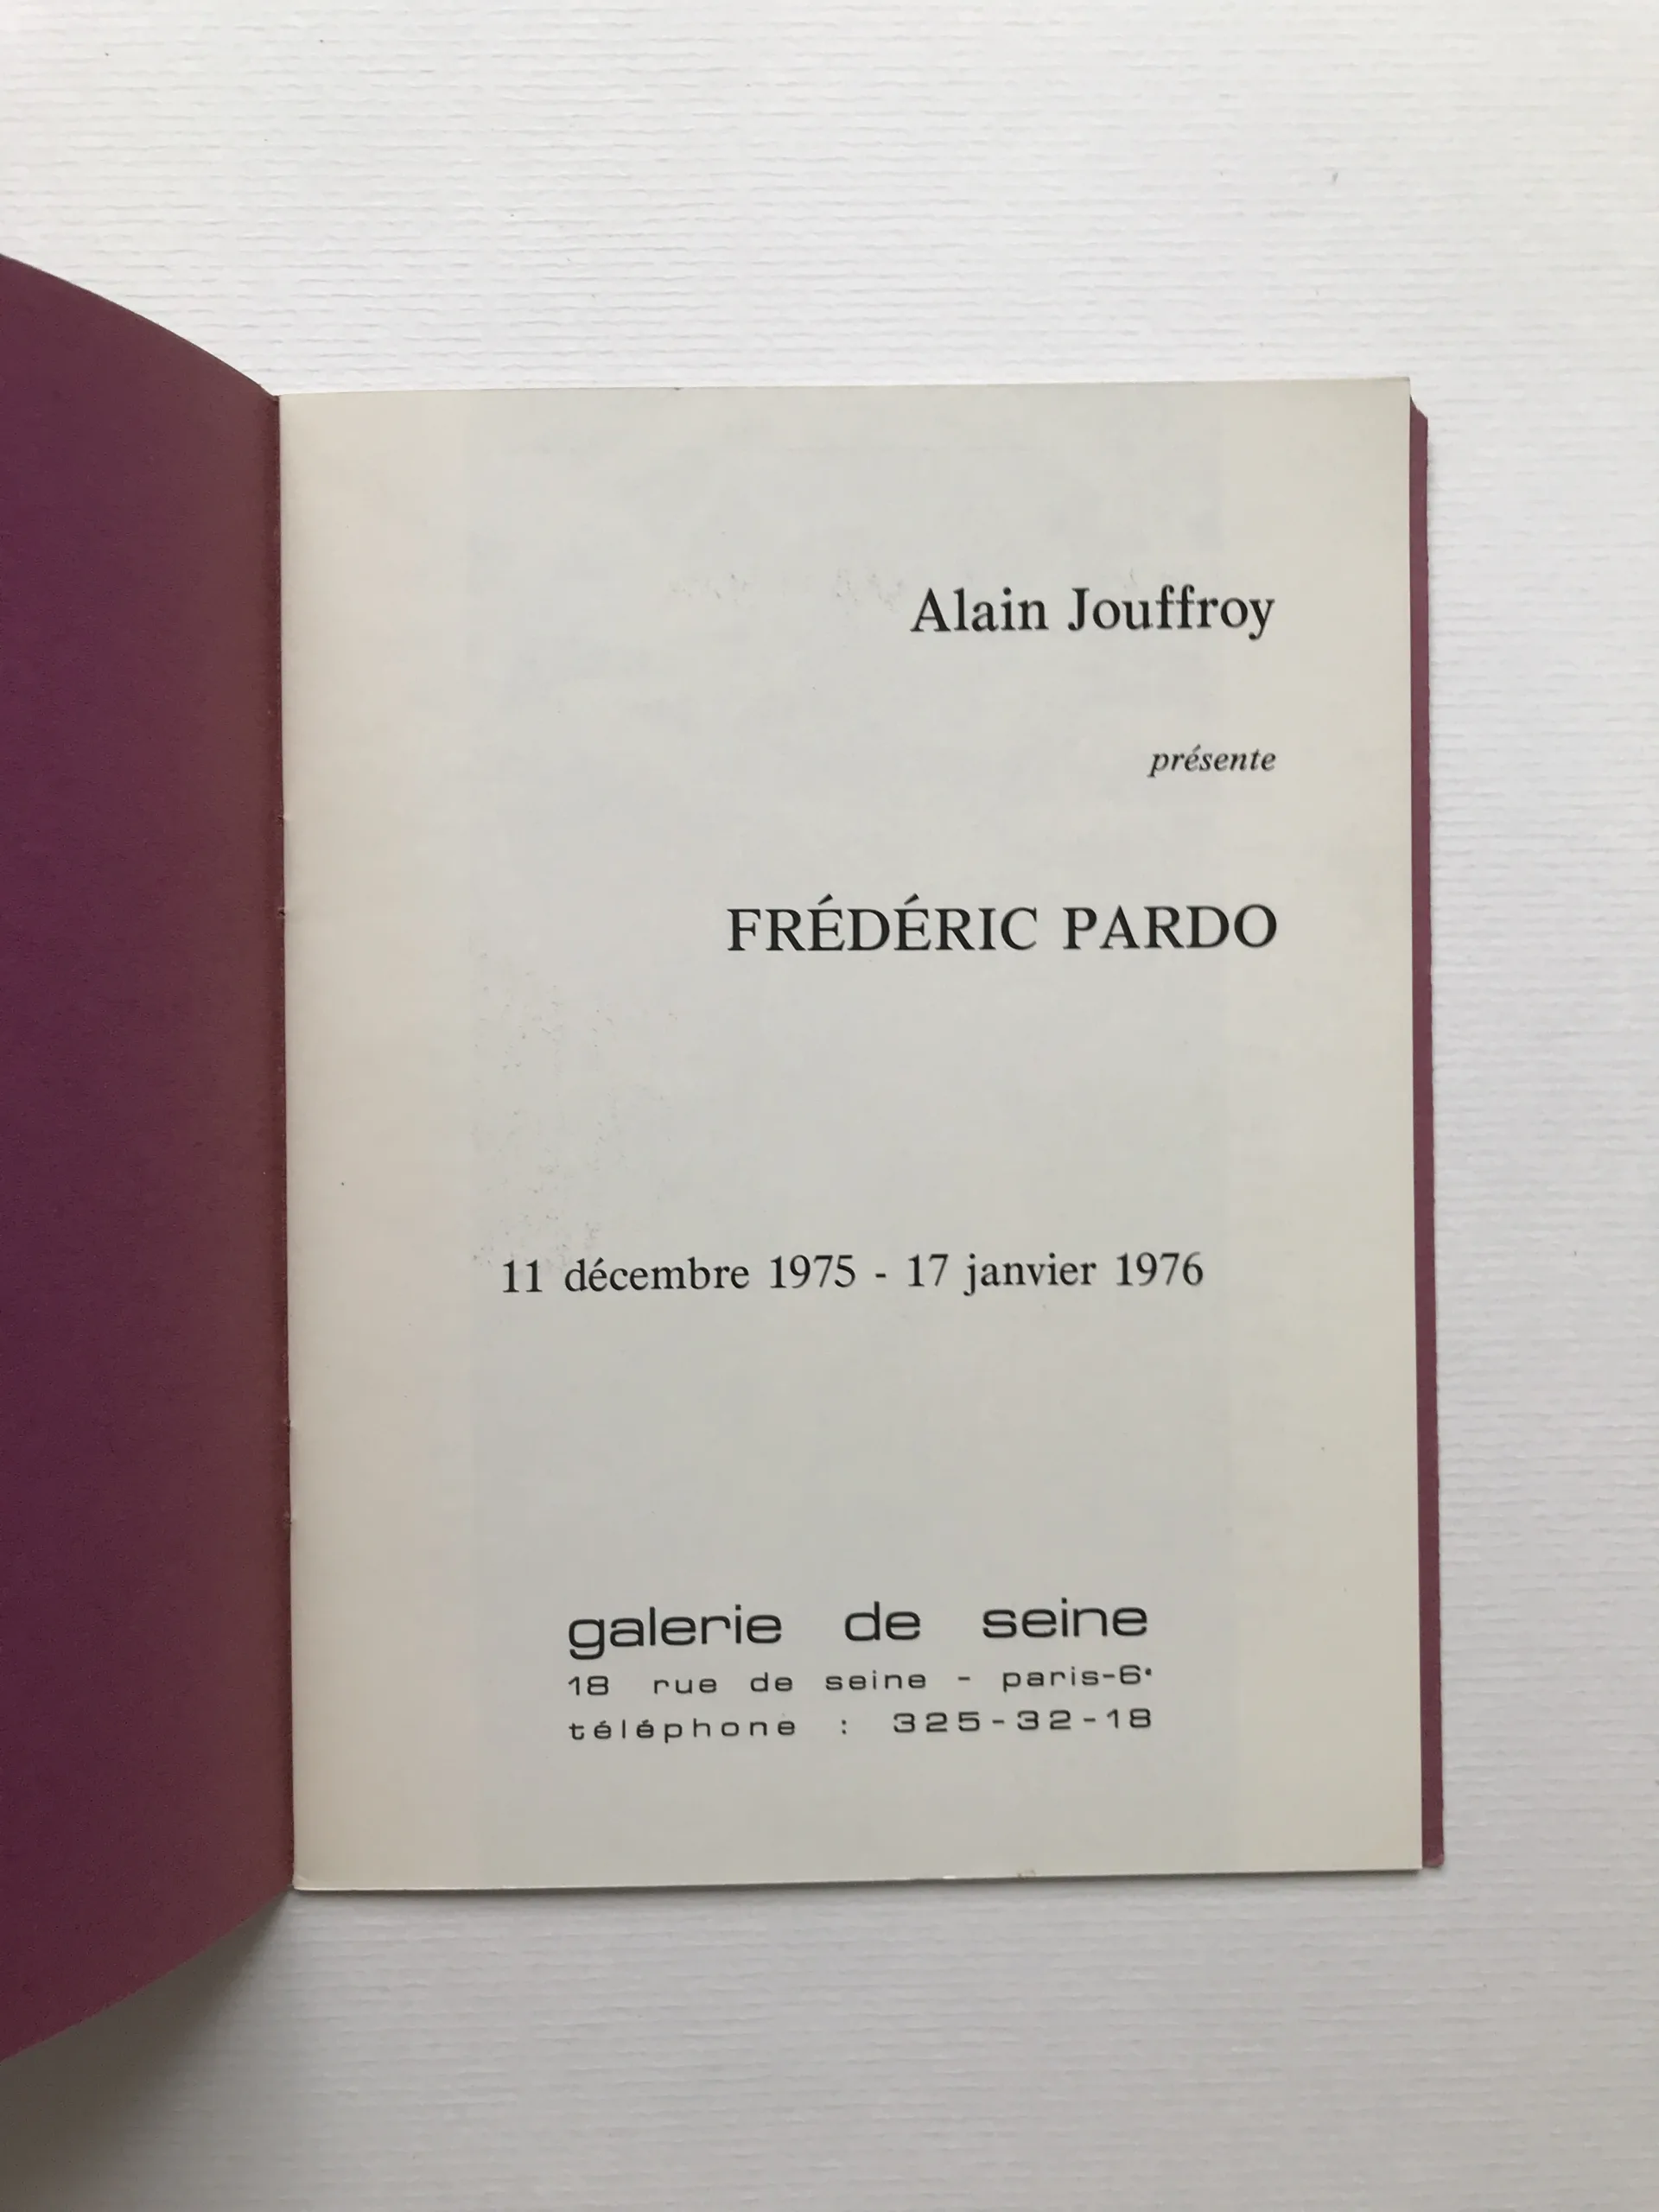 Alain Jouffroy
présente
FRÉDÉRIC PARDO
11 décembre 1975 - 17 janvier 1976
galerie de seine
18 rue de seine - paris-6e
téléphone : 325-32-18